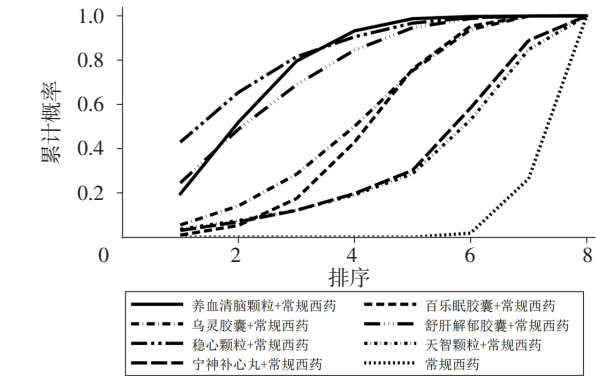 累计概率
1.0
0.8
0.6
0.4
0.2
0 2 4 6 8
排序
养血清脑颗粒+常规西药 百乐眠胶囊+常规西药
乌灵胶囊+常规西药 舒肝解郁胶囊+常规西药
稳心颗粒+常规西药 天智颗粒+常规西药
宁神补心丸+常规西药 常规西药